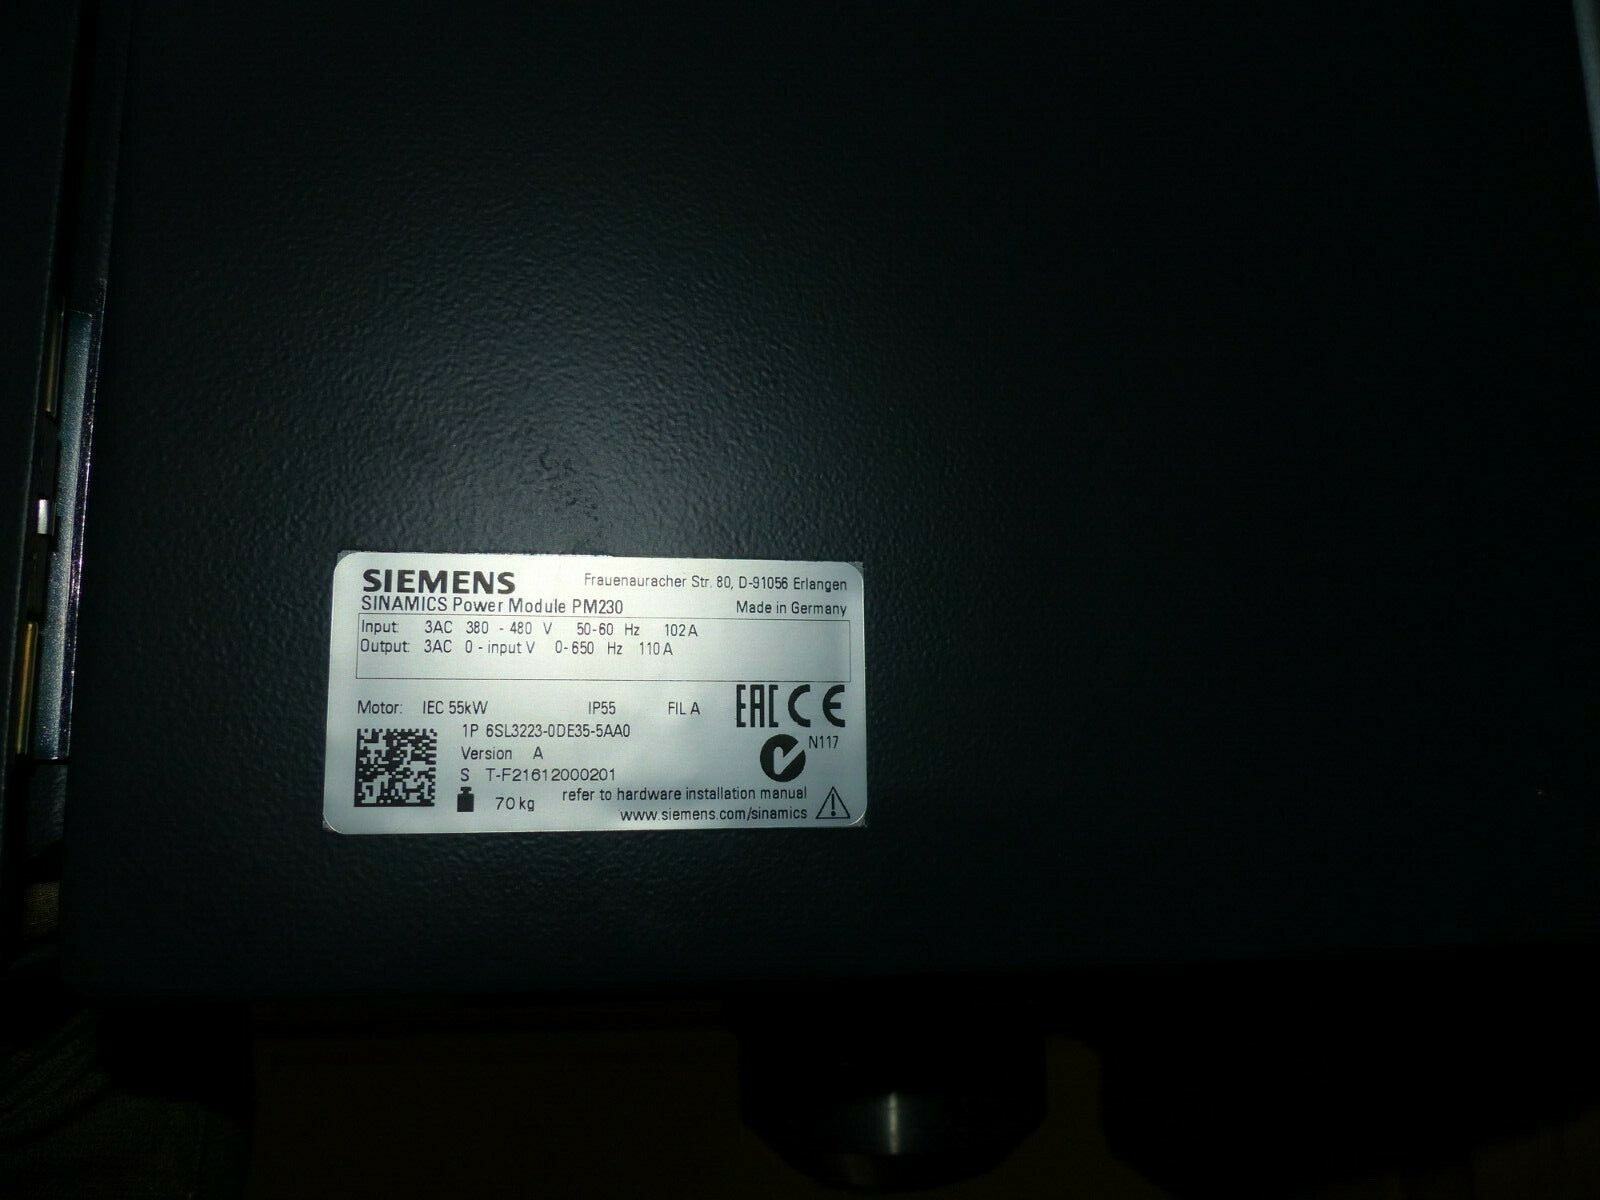 SIEMENS Frauenauracher Str. 80, D-91056 Erlangen
SINAMICS Power Module PM230 Made in Germany
Input: 3AC 380 - 480 V 50-60 Hz 102 A
Output: 3AC 0 - input V 0-650 Hz 110 A
Motor: IEC 55kW IP55 FIL A EAC CE
1P 6SL3223-0DE35-5AA0
N117
Version A
S T-F21612000201
70 kg refer to hardware installation manual
www.siemens.com/sinamics